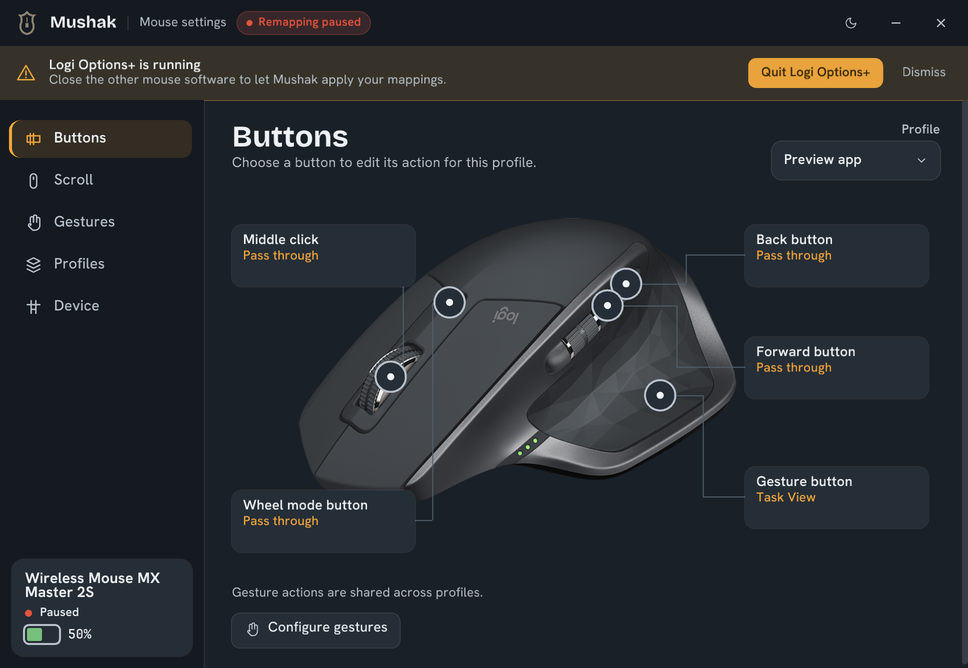 Mushak
Mouse settings
Remapping paused
Logi Options+ is running
Close the other mouse software to let Mushak apply your mappings.
Quit Logi Options+
Dismiss
Buttons
Scroll
Gestures
Profiles
Device
Buttons
Choose a button to edit its action for this profile.
Profile
Preview app
Middle click
Pass through
Back button
Pass through
logi
Forward button
Pass through
Gesture button
Task View
Wheel mode button
Pass through
Gesture actions are shared across profiles.
Configure gestures
Wireless Mouse MX
Master 2S
Paused
50%